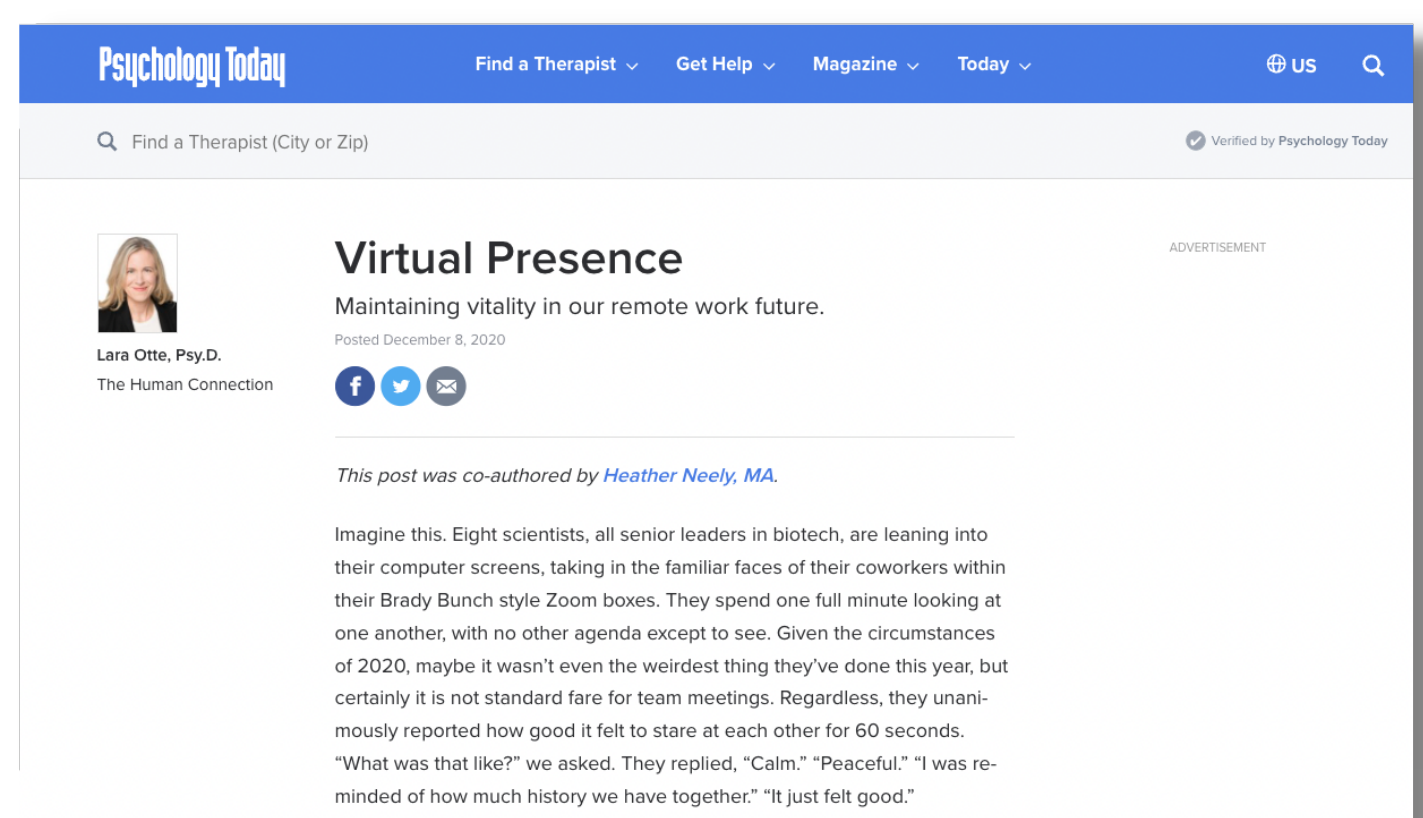 Psychology Today
Find a Therapist
Get Help
Magazine
Today
US
Find a Therapist (City or Zip)
Verified by Psychology Today
Lara Otte, Psy.D.
The Human Connection
Virtual Presence
Maintaining vitality in our remote work future.
Posted December 8, 2020
ADVERTISEMENT
This post was co-authored by Heather Neely, MA.
Imagine this. Eight scientists, all senior leaders in biotech, are leaning into
their computer screens, taking in the familiar faces of their coworkers within
their Brady Bunch style Zoom boxes. They spend one full minute looking at
one another, with no other agenda except to see. Given the circumstances
of 2020, maybe it wasn’t even the weirdest thing they’ve done this year, but
certainly it is not standard fare for team meetings. Regardless, they unani-
mously reported how good it felt to stare at each other for 60 seconds.
“What was that like?” we asked. They replied, “Calm.” “Peaceful.” “I was re-
minded of how much history we have together.” “It just felt good.”